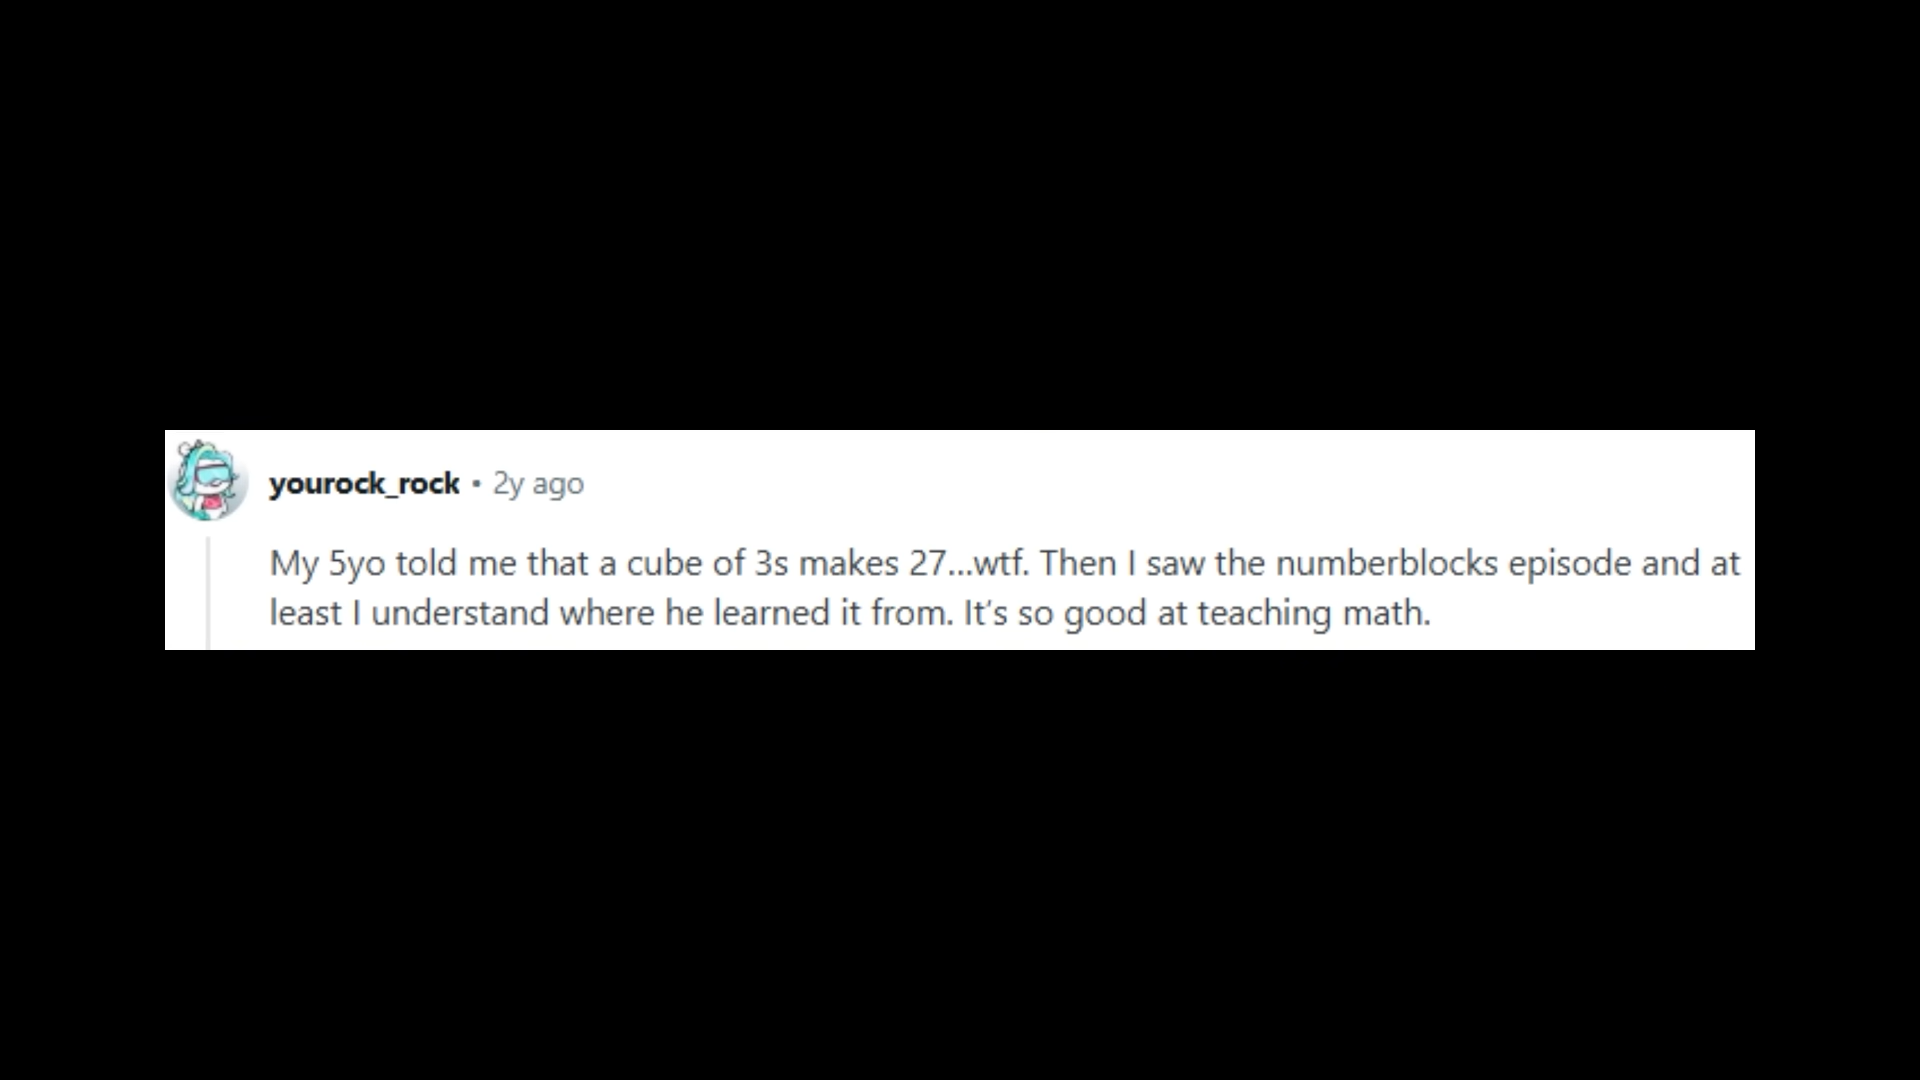 yourock_rock • 2y ago
My 5yo told me that a cube of 3s makes 27...wtf. Then I saw the numberblocks episode and at
least I understand where he learned it from. It's so good at teaching math.